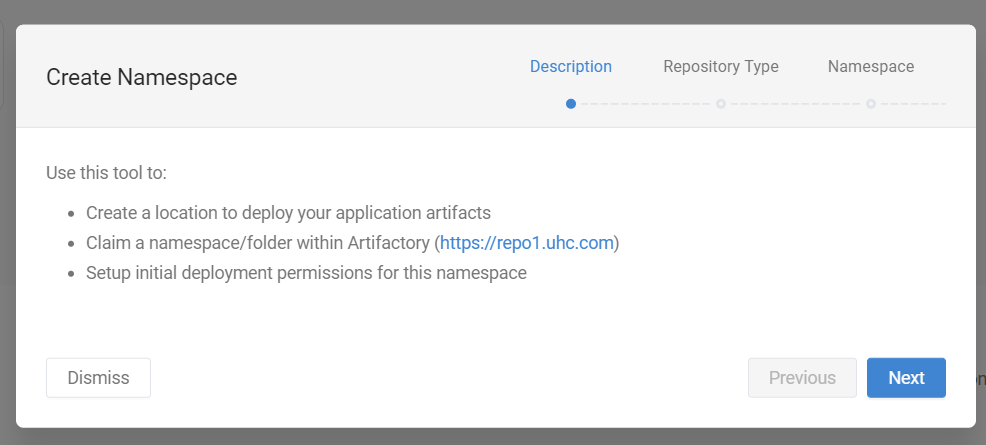 Create Namespace
Description
Repository Type
Namespace
Use this tool to:
Create a location to deploy your application artifacts
Claim a namespace/folder within Artifactory (https://repo1.uhc.com)
Setup initial deployment permissions for this namespace
Dismiss
Previous
Next